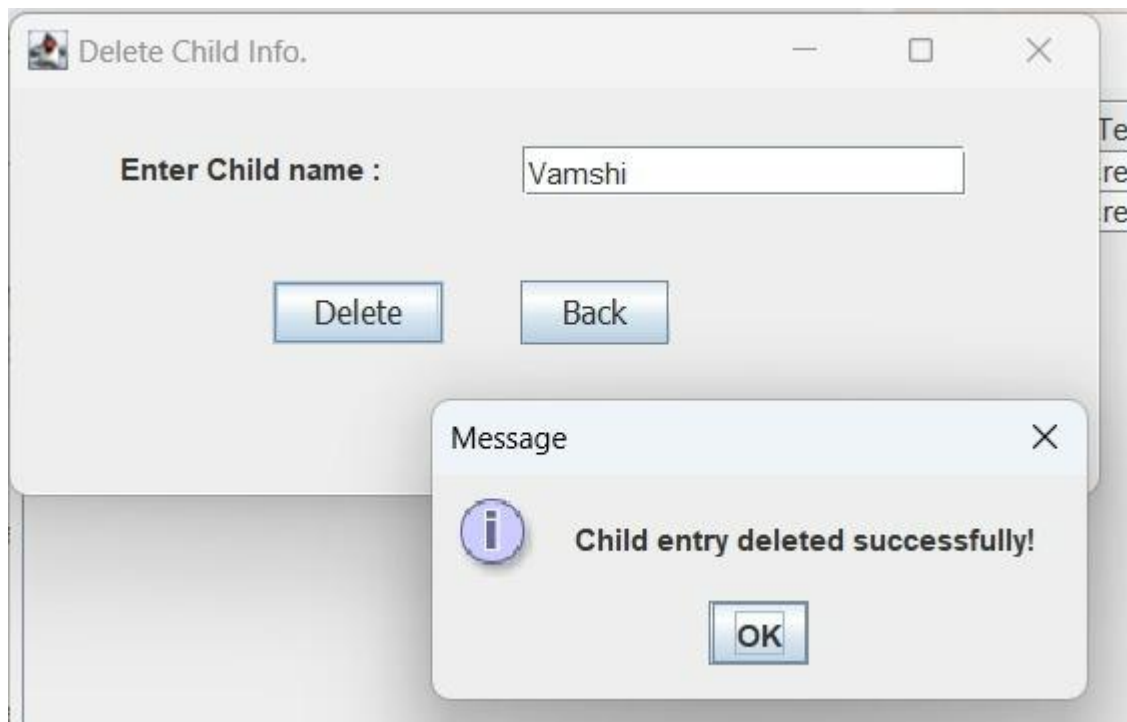 Delete Child Info.
Enter Child name :
Vamshi
Delete
Back
Message
Child entry deleted successfully!
OK